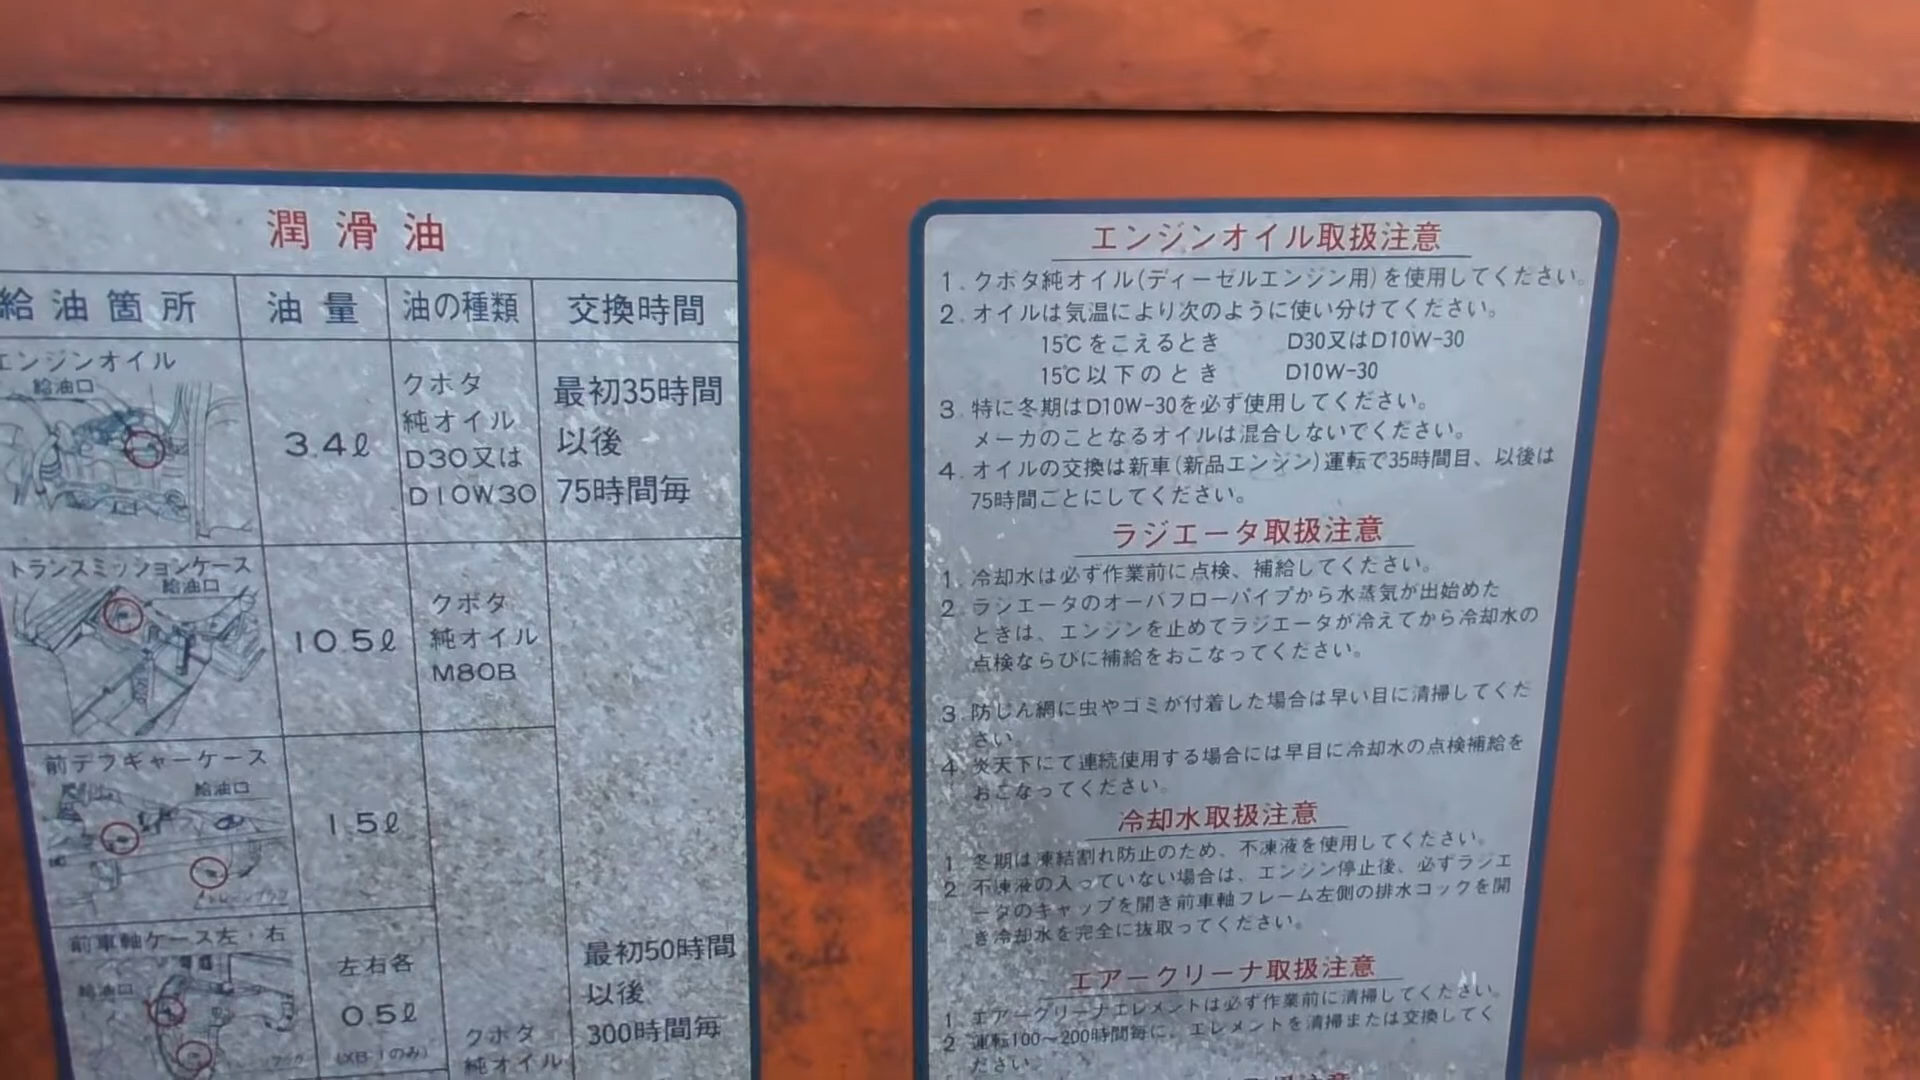 潤滑油
給油箇所 油量 油の種類 交換時間
エンジンオイル
給油口
3.4ℓ
クボタ
純オイル
D30又は
D10W30
最初35時間
以後
75時間毎
トランスミッションケース
給油口
10.5ℓ
クボタ
純オイル
M80B
前デフギャーケース
給油口
1.5ℓ
前車軸ケース左・右
給油口
左右各
0.5ℓ
クボタ
純オイル
最初50時間
以後
300時間毎
エンジンオイル取扱注意
1. クボタ純オイル(ディーゼルエンジン用)を使用してください。
2. オイルは気温により次のように使い分けてください。
15℃をこえるとき D30又はD10W-30
15℃以下のとき D10W-30
3. 特に冬期はD10W-30を必ず使用してください。
メーカのことなるオイルは混合しないでください。
4. オイルの交換は新車(新品エンジン)運転で35時間目、以後は
75時間ごとにしてください。
ラジエータ取扱注意
1. 冷却水は必ず作業前に点検、補給してください。
2. ラジエータのオーバフローパイプから水蒸気が出始めた
ときは、エンジンを止めてラジエータが冷えてから冷却水の
点検ならびに補給をおこなってください。
3. 防じん網に虫やゴミが付着した場合は早い目に清掃してくだ
さい。
4. 炎天下にて連続使用する場合には早目に冷却水の点検補給を
おこなってください。
冷却水取扱注意
1 冬期は凍結割れ防止のため、不凍液を使用してください。
2 不凍液の入っていない場合は、エンジン停止後、必ずラジエ
ータのキャップを開き前車軸フレーム左側の排水コックを開
き冷却水を完全に抜取ってください。
エアークリーナ取扱注意
1 エアークリーナエレメントは必ず作業前に清掃してください。
2 運転100～200時間毎に、エレメントを清掃または交換してく
ださい。